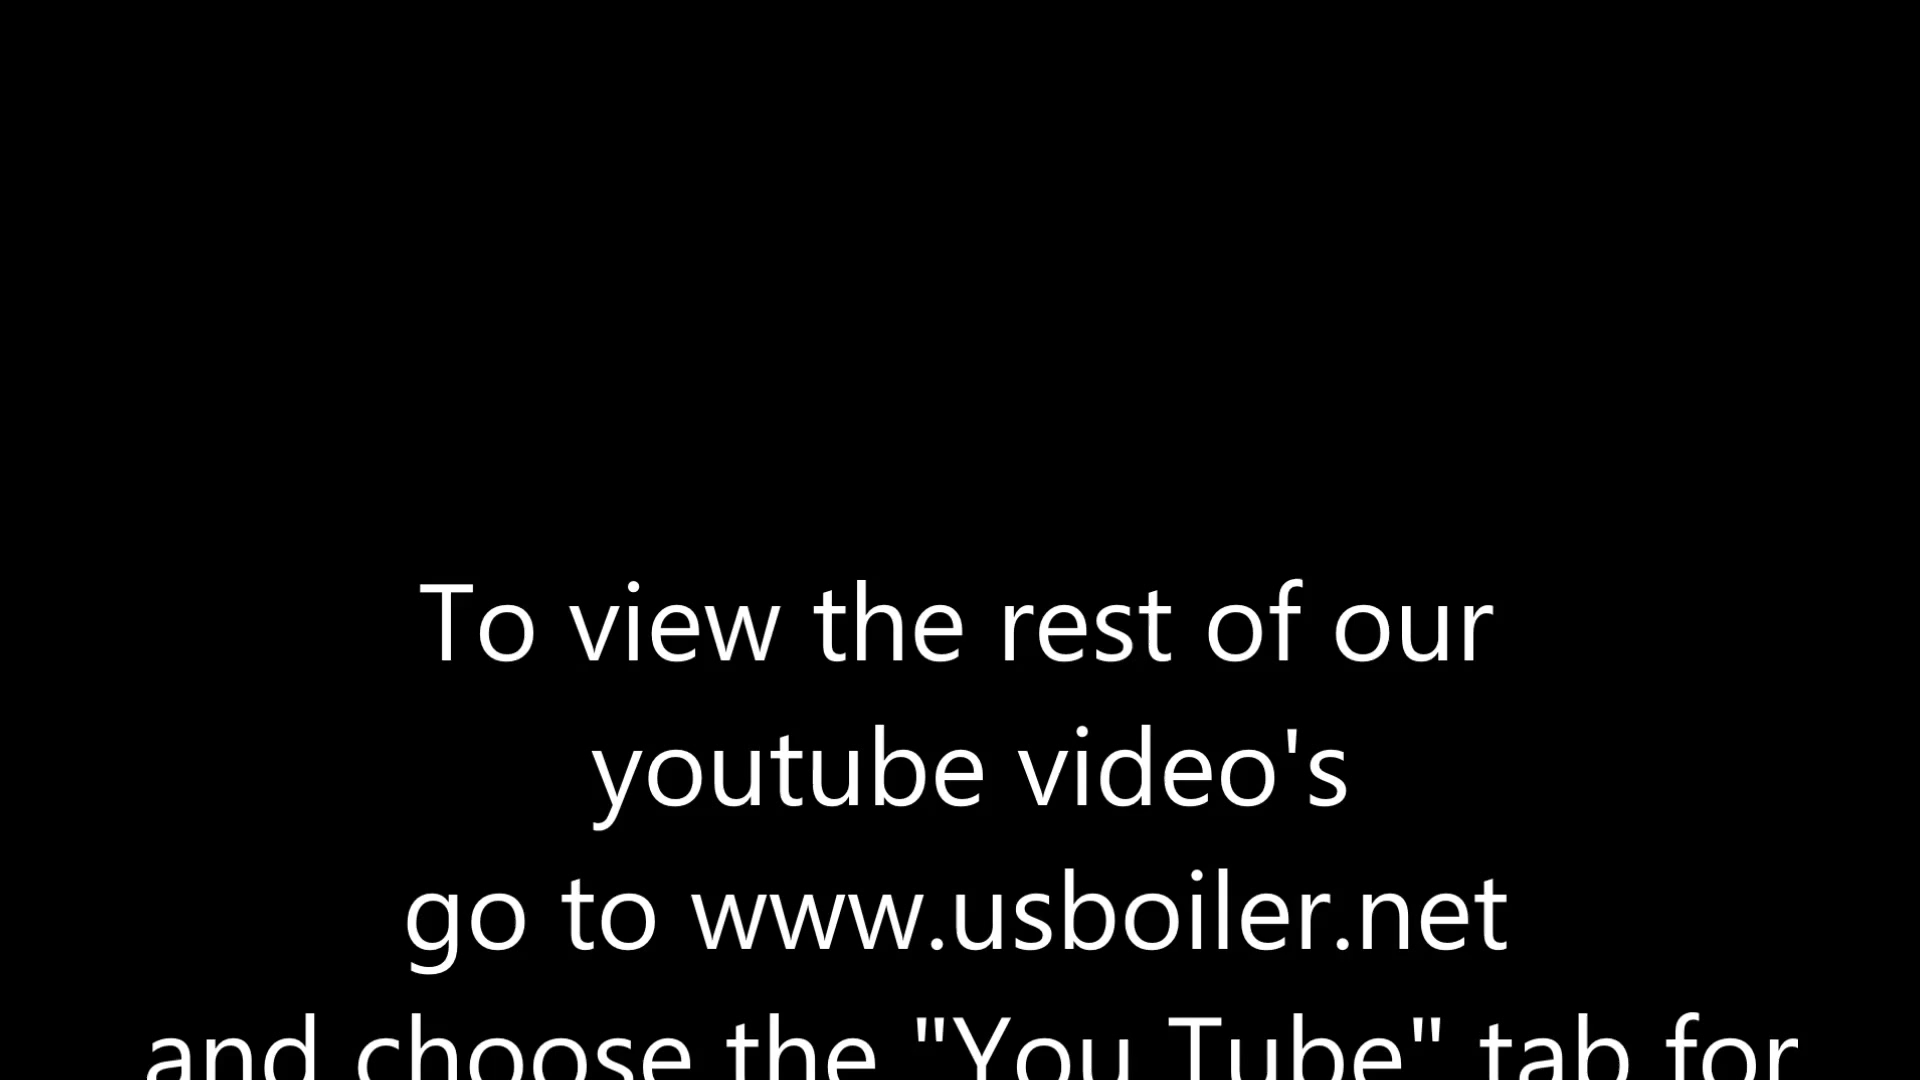 To view the rest of our
youtube video's
go to www.usboiler.net
and choose the "You Tube" tab for